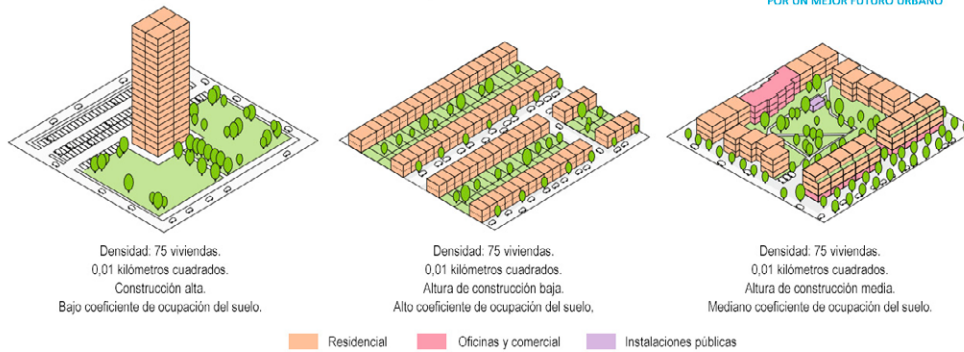 POR UN MEJOR FUTURO URBANO
Densidad: 75 viviendas.
0,01 kilómetros cuadrados.
Construcción alta.
Bajo coeficiente de ocupación del suelo.
Densidad: 75 viviendas.
0,01 kilómetros cuadrados.
Altura de construcción baja.
Alto coeficiente de ocupación del suelo,
Densidad: 75 viviendas.
0,01 kilómetros cuadrados.
Altura de construcción media.
Mediano coeficiente de ocupación del suelo.
Residencial
Oficinas y comercial
Instalaciones públicas